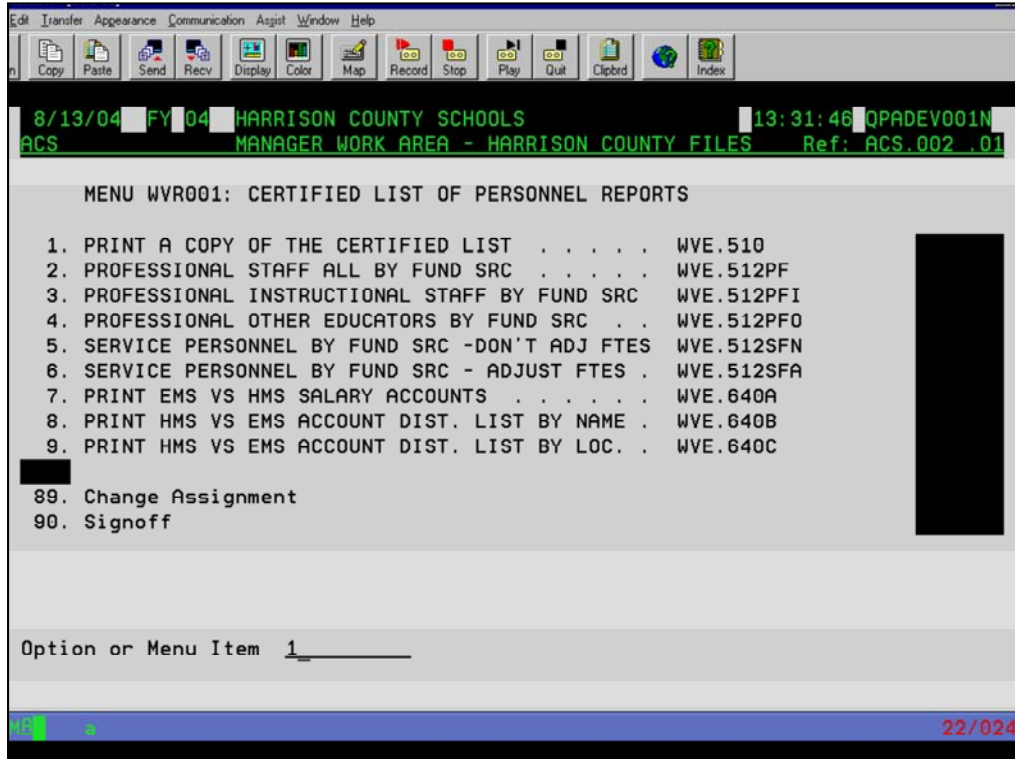 Edit Transfer Appearance Communication Assist Window Help
Copy Paste Send Recv Display Color Map Record Stop Play Quit Clipbrd Index
8/13/04 FY 04 HARRISON COUNTY SCHOOLS 13:31:46 QPADEV001N
ACS MANAGER WORK AREA - HARRISON COUNTY FILES Ref: ACS.002 .01
MENU WVR001: CERTIFIED LIST OF PERSONNEL REPORTS
1. PRINT A COPY OF THE CERTIFIED LIST . . . . . WVE.510
2. PROFESSIONAL STAFF ALL BY FUND SRC . . . . . WVE.512PF
3. PROFESSIONAL INSTRUCTIONAL STAFF BY FUND SRC WVE.512PFI
4. PROFESSIONAL OTHER EDUCATORS BY FUND SRC . . WVE.512PFO
5. SERVICE PERSONNEL BY FUND SRC -DON'T ADJ FTES WVE.512SFN
6. SERVICE PERSONNEL BY FUND SRC - ADJUST FTES . WVE.512SFA
7. PRINT EMS VS HMS SALARY ACCOUNTS . . . . . . WVE.640A
8. PRINT HMS VS EMS ACCOUNT DIST. LIST BY NAME . WVE.640B
9. PRINT HMS VS EMS ACCOUNT DIST. LIST BY LOC. . WVE.640C
89. Change Assignment
90. Signoff
Option or Menu Item 1_
MA a 22/024